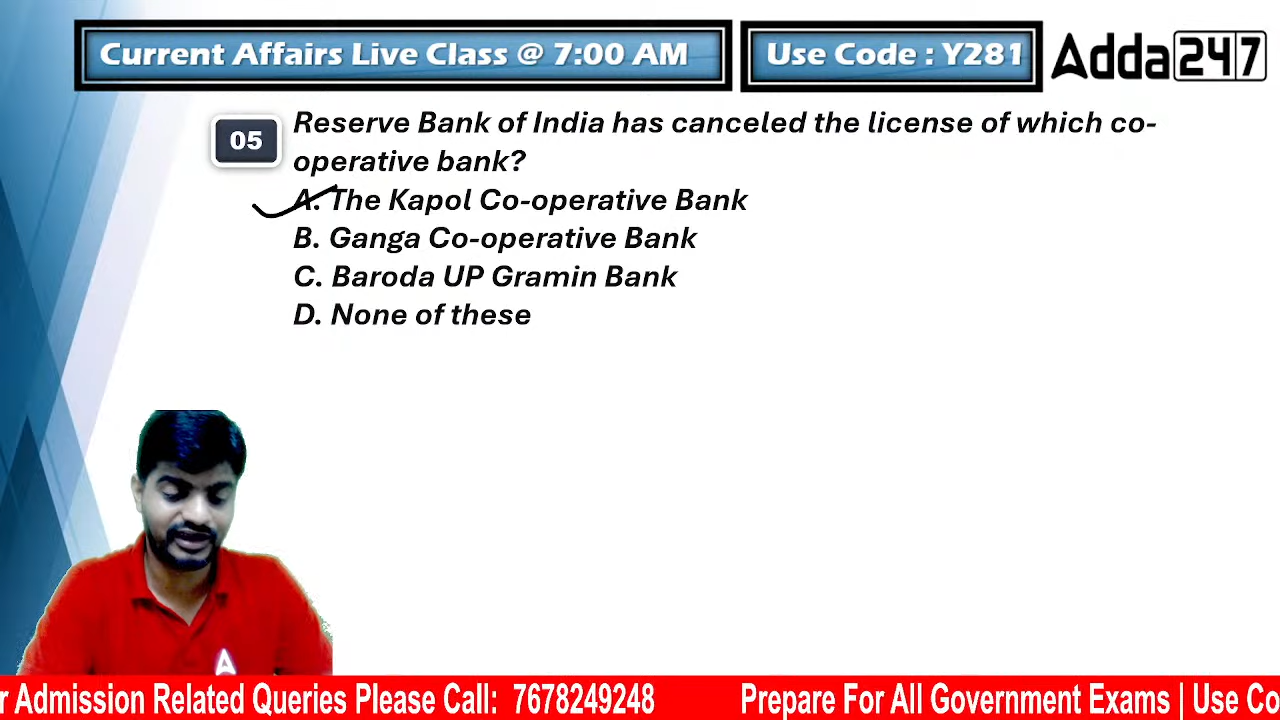 Current Affairs Live Class @ 7:00 AM
Use Code : Y281
Adda247
05
Reserve Bank of India has canceled the license of which co-
operative bank?
A. The Kapol Co-operative Bank
B. Ganga Co-operative Bank
C. Baroda UP Gramin Bank
D. None of these
r Admission Related Queries Please Call: 7678249248
Prepare For All Government Exams | Use Co